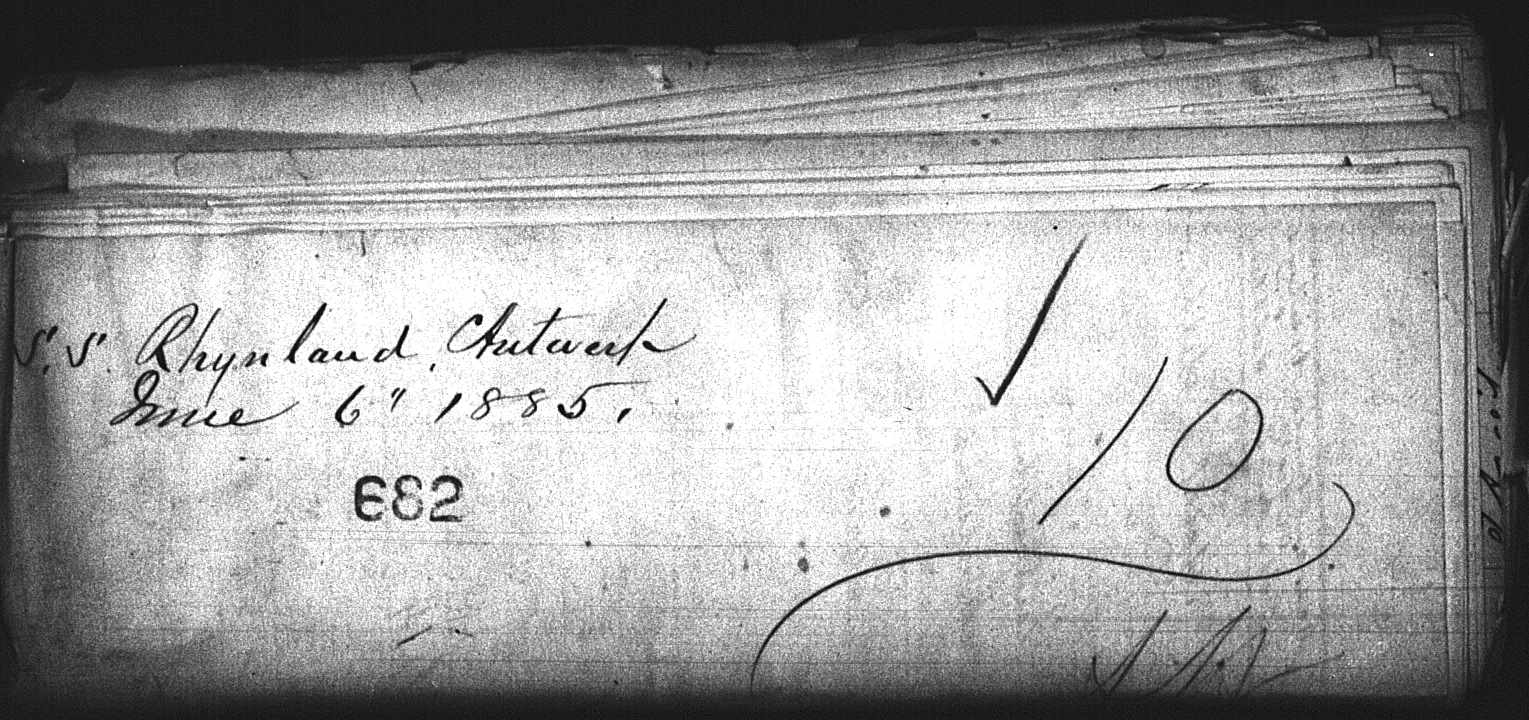 S.S. Rhynland, Antwerp
June 6" 1885.
682
10